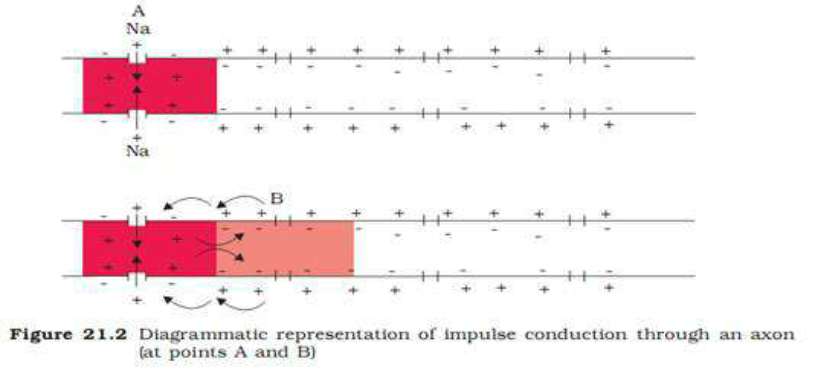 A
Na
Na
B
Figure 21.2 Diagrammatic representation of impulse conduction through an axon
(at points A and B)